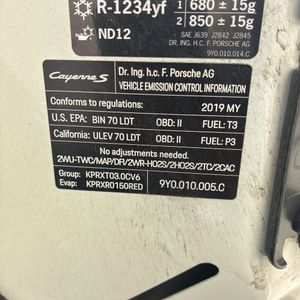 R-1234yf
1 680 ± 15g
2 850 ± 15g
ND12
SAE J639 J2842 J2845
DR. ING. H.C. F. PORSCHE AG
9Y0.010.014.C
Cayenne S
Dr. Ing. h.c. F. Porsche AG
VEHICLE EMISSION CONTROL INFORMATION
Conforms to regulations: 2019 MY
U.S. EPA: BIN 70 LDT OBD: II FUEL: T3
California: ULEV 70 LDT OBD: II FUEL: P3
No adjustments needed.
2WU-TWC/MAP/DFI/2WR-HO2S/2HO2S/2TC/2CAC
Group: KPRXT03.0CV6
Evap: KPRXR0150RED
9Y0.010.005.C